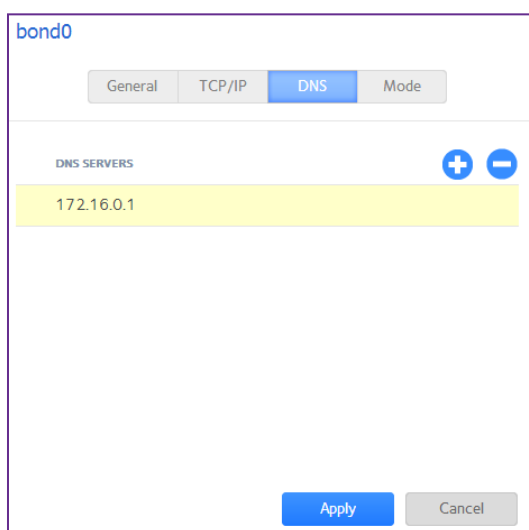 bond0
General TCP/IP DNS Mode
DNS SERVERS
172.16.0.1
Apply Cancel